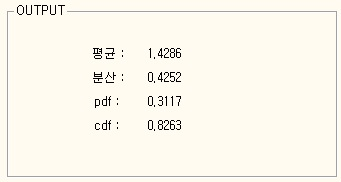 OUTPUT
평균 : 1,4286
분산 : 0,4252
pdf : 0,3117
cdf : 0,8263